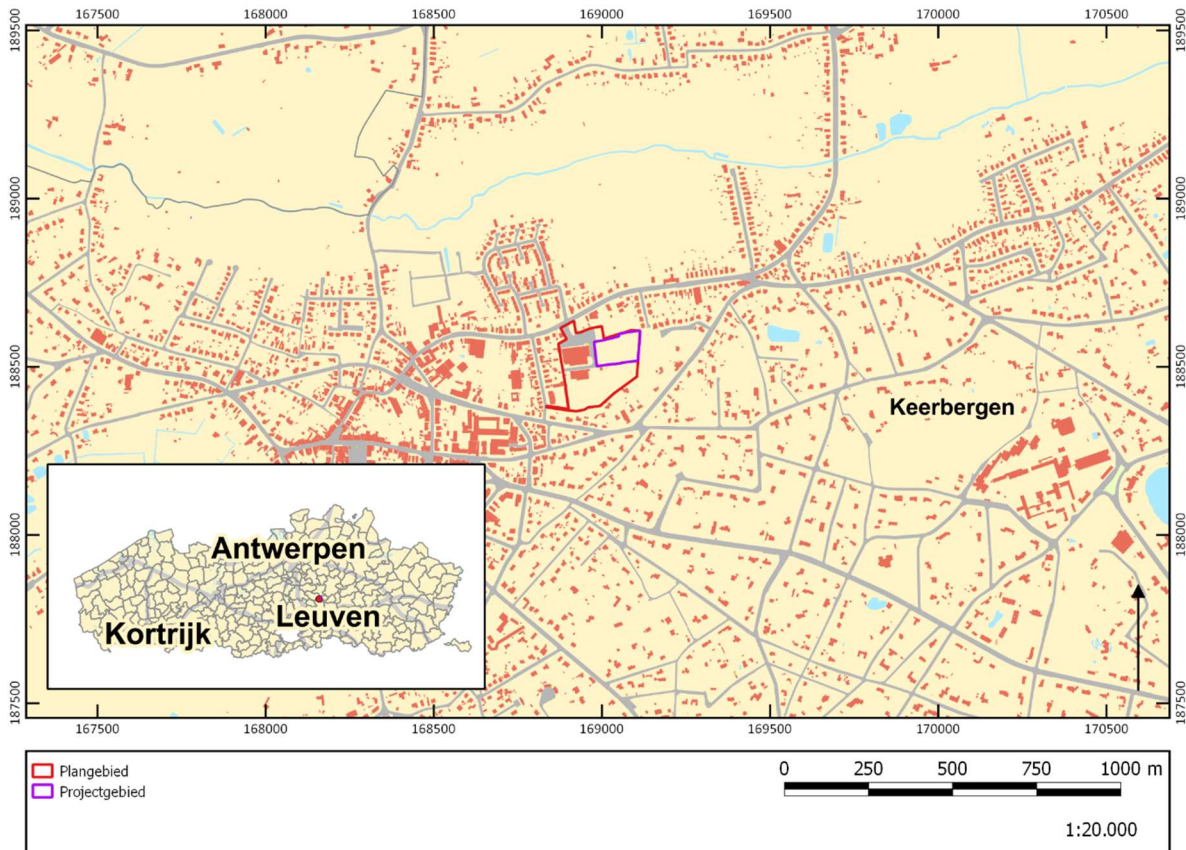 167500 168000 168500 169000 169500 170000 170500
189500 189500
189000 189000
188500 188500
Keerbergen
188000 188000
Antwerpen
Leuven
Kortrijk
187500 187500
167500 168000 168500 169000 169500 170000 170500
Plangebied
Projectgebied
0 250 500 750 1000 m
1:20.000